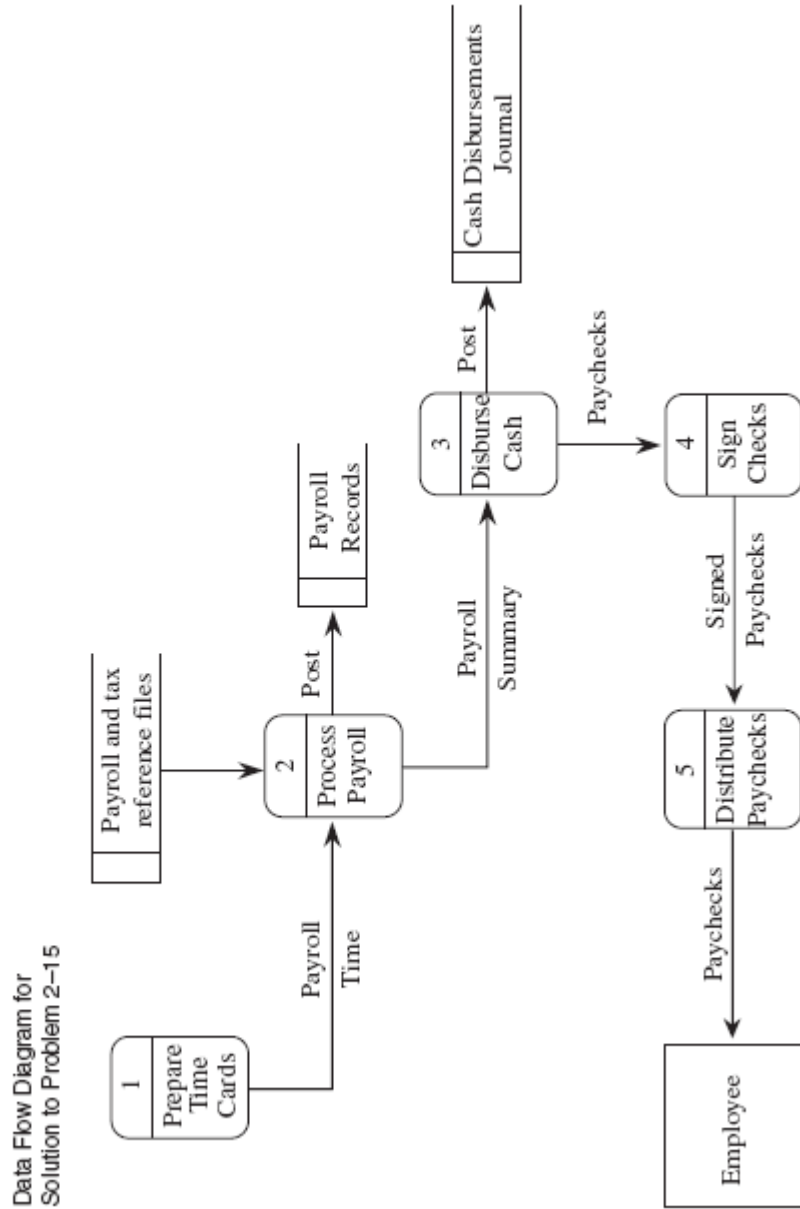 Data Flow Diagram for
Solution to Problem 2–15
1
Prepare
Time
Cards
Payroll
Time
Payroll and tax
reference files
2
Process
Payroll
Post
Payroll
Records
Payroll
Summary
3
Disburse
Cash
Post
Cash Disbursements
Journal
Paychecks
4
Sign
Checks
Signed
Paychecks
5
Distribute
Paychecks
Paychecks
Employee